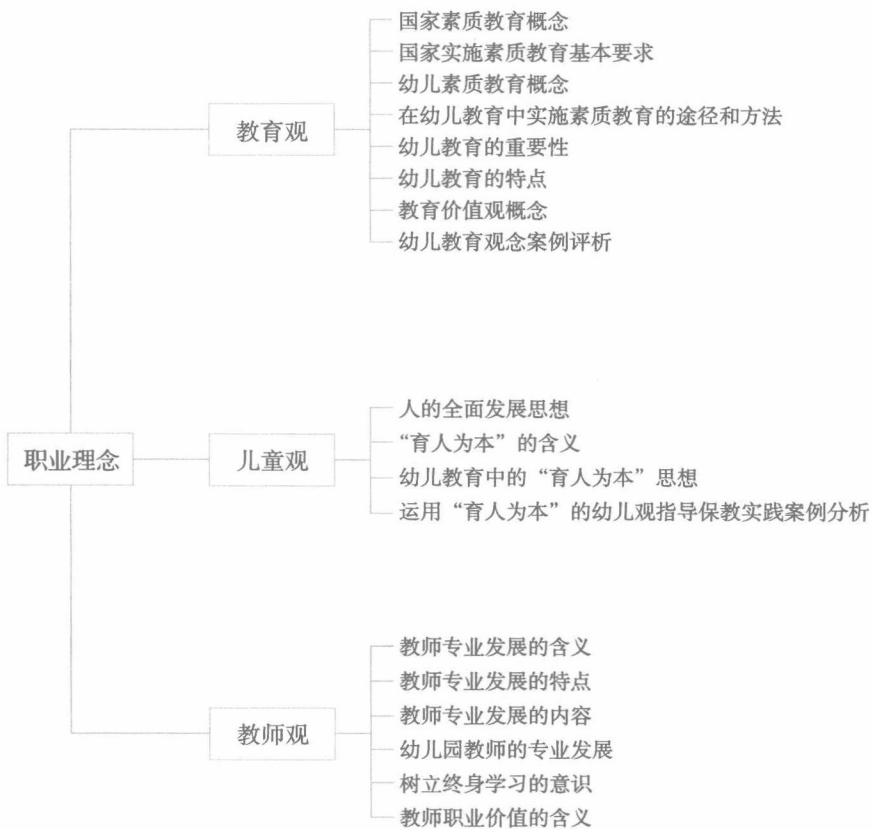 职业理念
教育观
国家素质教育概念
国家实施素质教育基本要求
幼儿素质教育概念
在幼儿教育中实施素质教育的途径和方法
幼儿教育的重要性
幼儿教育的特点
教育价值观概念
幼儿教育观念案例评析
儿童观
人的全面发展思想
“育人为本”的含义
幼儿教育中的“育人为本”思想
运用“育人为本”的幼儿观指导保教实践案例分析
教师观
教师专业发展的含义
教师专业发展的特点
教师专业发展的内容
幼儿园教师的专业发展
树立终身学习的意识
教师职业价值的含义